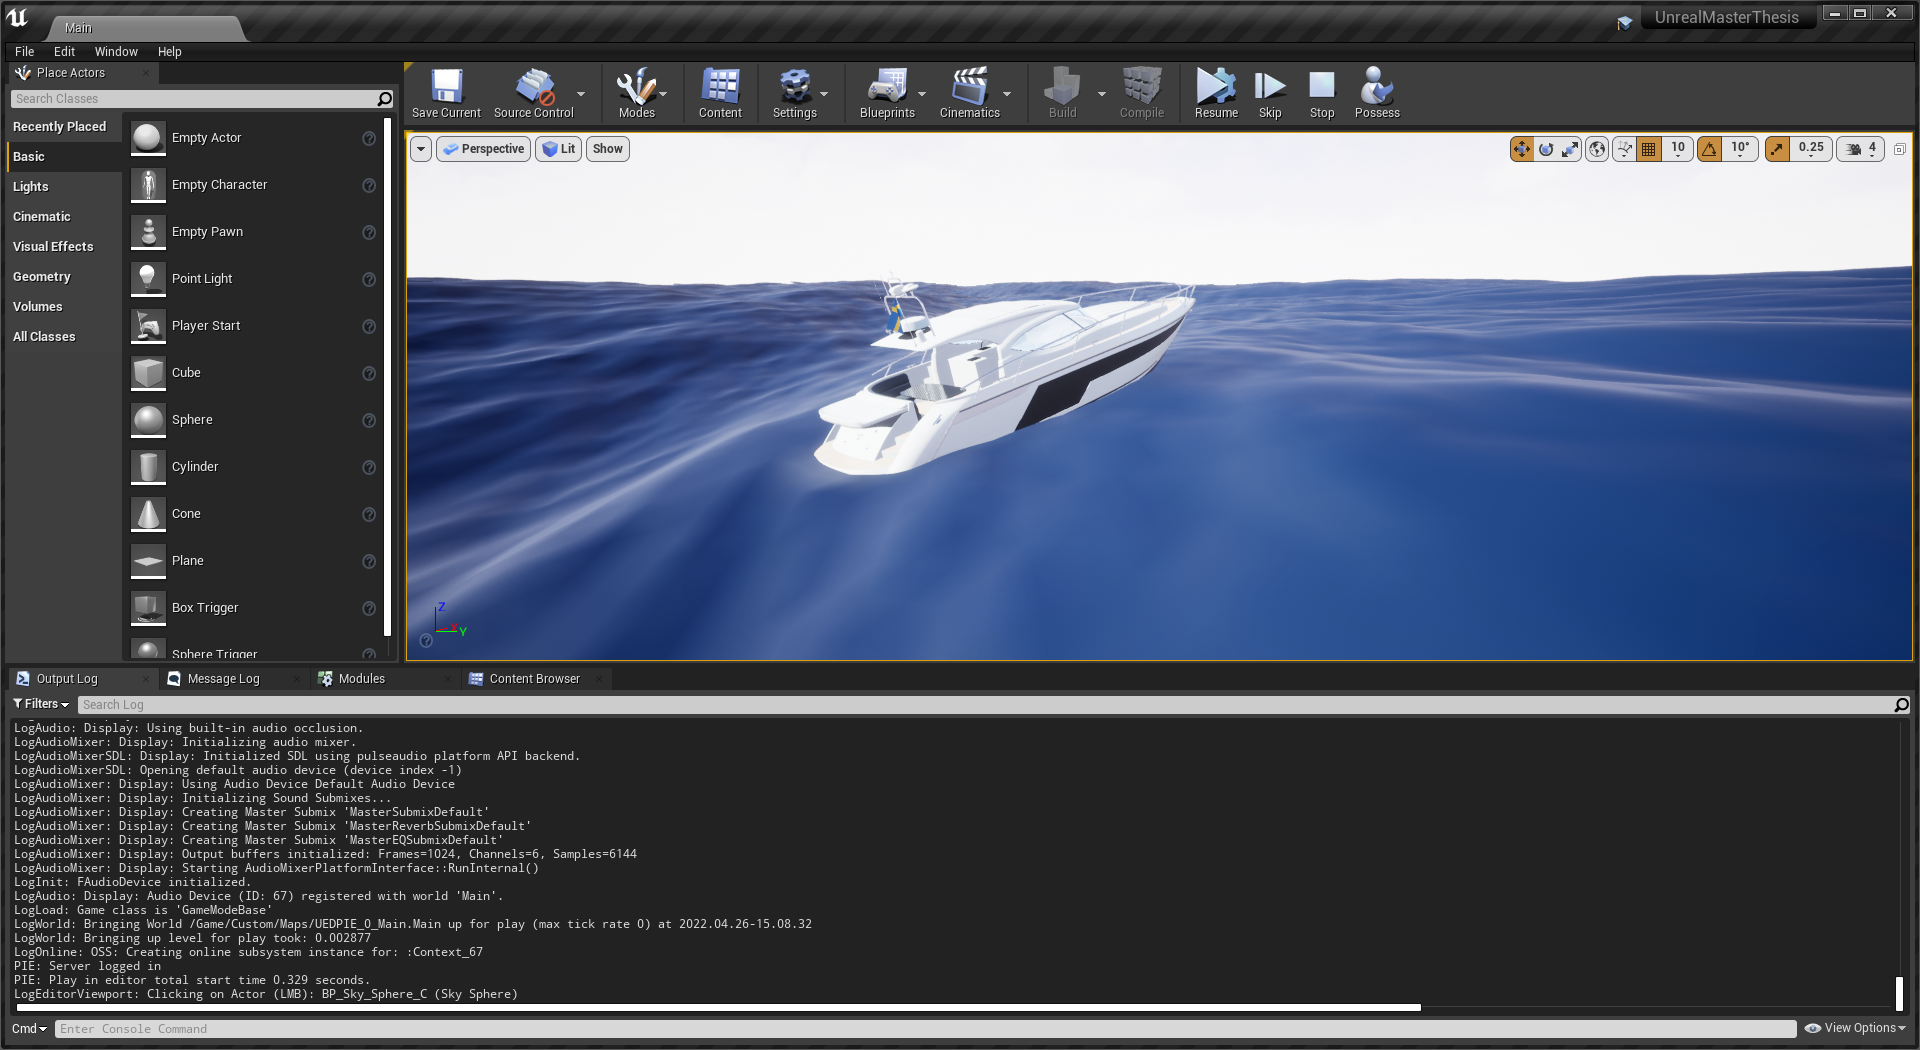 Main
UnrealMasterThesis
File Edit Window Help
Place Actors
Search Classes
Recently Placed
Basic
Lights
Cinematic
Visual Effects
Geometry
Volumes
All Classes
Empty Actor
Empty Character
Empty Pawn
Point Light
Player Start
Cube
Sphere
Cylinder
Cone
Plane
Box Trigger
Sphere Trigger
Save Current Source Control Modes Content Settings Blueprints Cinematics Build Compile Resume Skip Stop Possess
Perspective Lit Show
10 10° 0.25 4
Z
X Y
Output Log Message Log Modules Content Browser
Filters Search Log
LogAudio: Display: Using built-in audio occlusion.
LogAudioMixer: Display: Initializing audio mixer.
LogAudioMixerSDL: Display: Initialized SDL using pulseaudio platform API backend.
LogAudioMixerSDL: Opening default audio device (device index -1)
LogAudioMixer: Display: Using Audio Device Default Audio Device
LogAudioMixer: Display: Initializing Sound Submixes...
LogAudioMixer: Display: Creating Master Submix 'MasterSubmixDefault'
LogAudioMixer: Display: Creating Master Submix 'MasterReverbSubmixDefault'
LogAudioMixer: Display: Creating Master Submix 'MasterEQSubmixDefault'
LogAudioMixer: Display: Output buffers initialized: Frames=1024, Channels=6, Samples=6144
LogAudioMixer: Display: Starting AudioMixerPlatformInterface::RunInternal()
LogInit: FAudioDevice initialized.
LogAudio: Display: Audio Device (ID: 67) registered with world 'Main'.
LogLoad: Game class is 'GameModeBase'
LogWorld: Bringing World /Game/Custom/Maps/UEDPIE_0_Main.Main up for play (max tick rate 0) at 2022.04.26-15.08.32
LogWorld: Bringing up level for play took: 0.002877
LogOnline: OSS: Creating online subsystem instance for: :Context_67
PIE: Server logged in
PIE: Play in editor total start time 0.329 seconds.
LogEditorViewport: Clicking on Actor (LMB): BP_Sky_Sphere_C (Sky Sphere)
Cmd Enter Console Command View Options